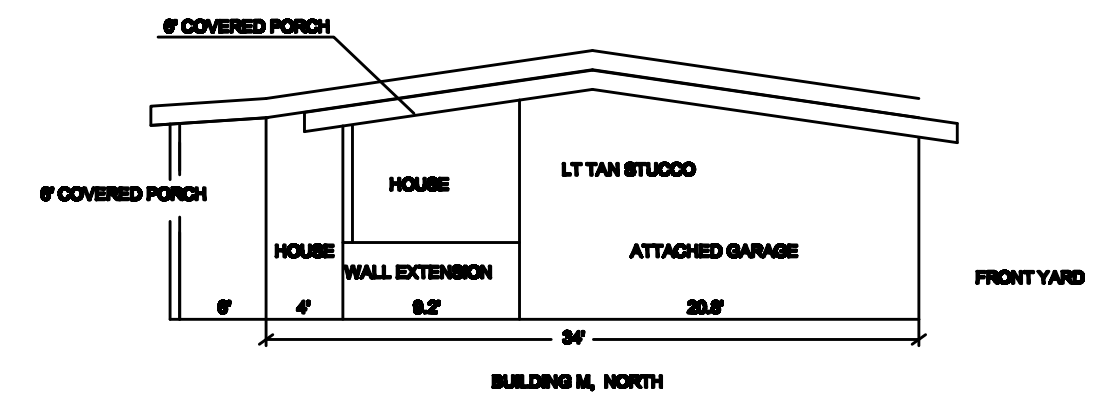 6' COVERED PORCH
LT TAN STUCCO
HOUSE
6' COVERED PORCH
HOUSE
ATTACHED GARAGE
WALL EXTENSION
FRONT YARD
6'
4'
9.2'
20.8'
34'
BUILDING M, NORTH